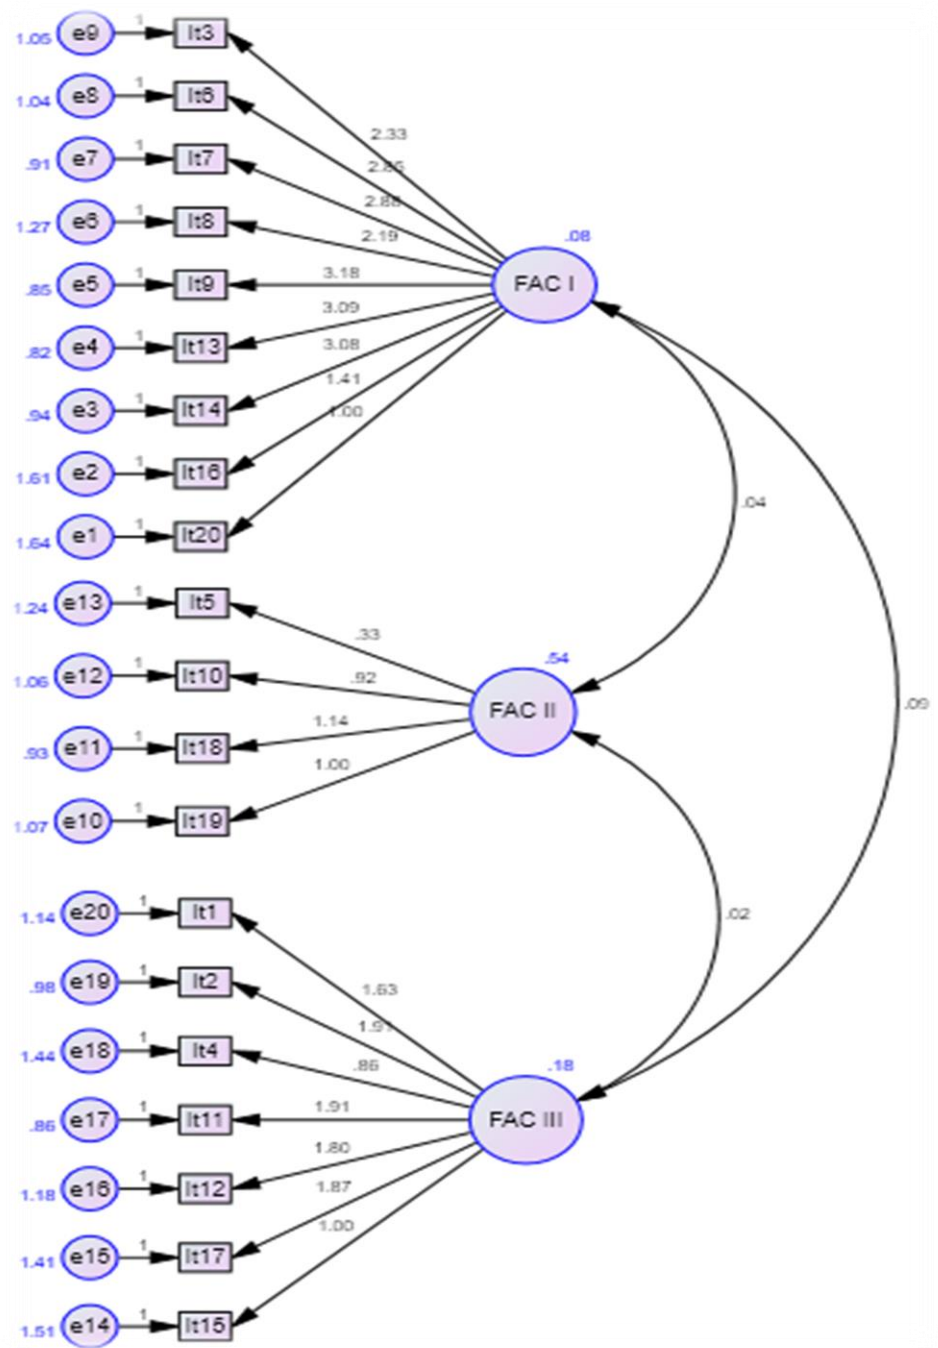 1.05 e9 1 It3
1.04 e8 1 It6
.91 e7 1 It7
1.27 e6 1 It8
.85 e5 1 It9
.82 e4 1 It13
.94 e3 1 It14
1.61 e2 1 It16
1.64 e1 1 It20
2.33
2.19
3.18
3.09
3.08
1.41
1.00
.08
FAC I
.04
.09
1.24 e13 1 It5
1.06 e12 1 It10
.93 e11 1 It18
1.07 e10 1 It19
.33
.92
1.14
1.00
.54
FAC II
.02
1.14 e20 1 It1
.98 e19 1 It2
1.44 e18 1 It4
.86 e17 1 It11
1.18 e16 1 It12
1.41 e15 1 It17
1.51 e14 1 It15
1.63
1.91
.86
1.91
1.80
1.87
1.00
.18
FAC III